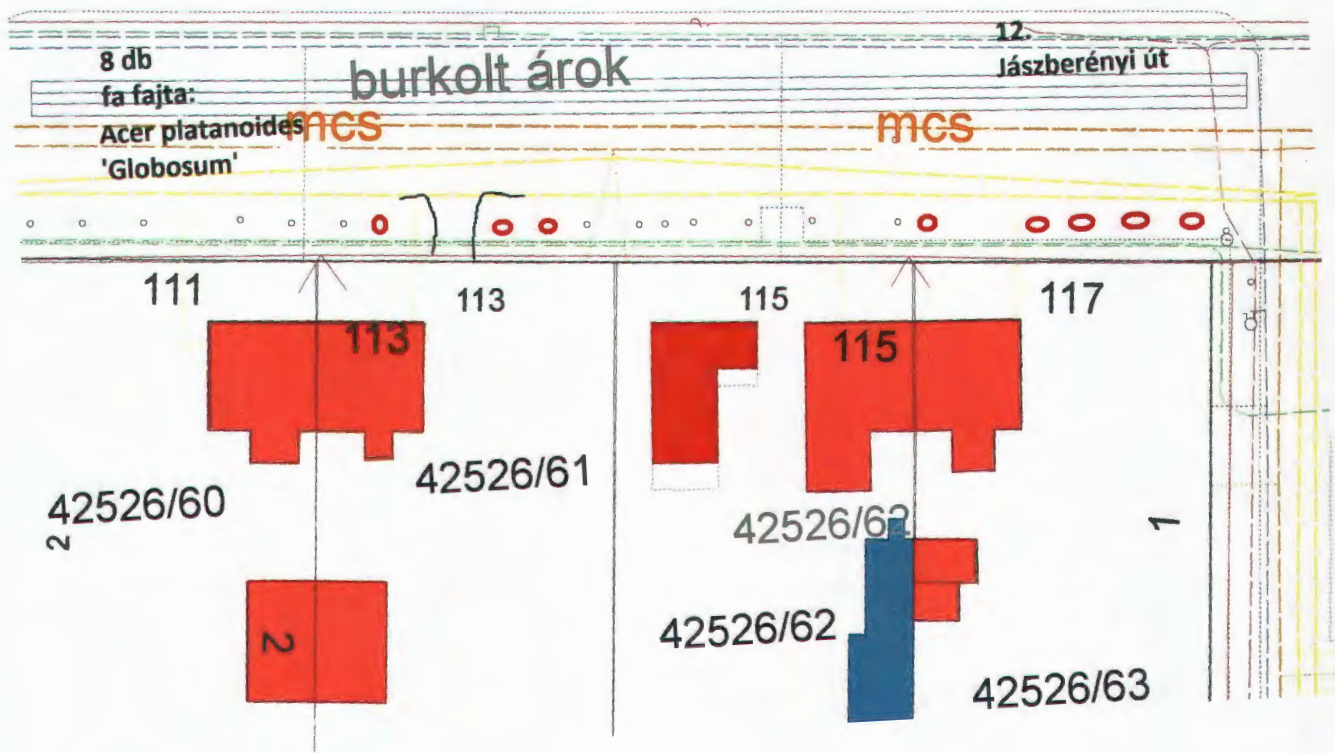 8 db
fa fajta:
Acer platanoides
'Globosum'
burkolt árok
12.
Jászberényi út
mcs
mcs
111
113
115
117
113
115
42526/60
42526/61
2
42526/62
1
2
42526/62
42526/63